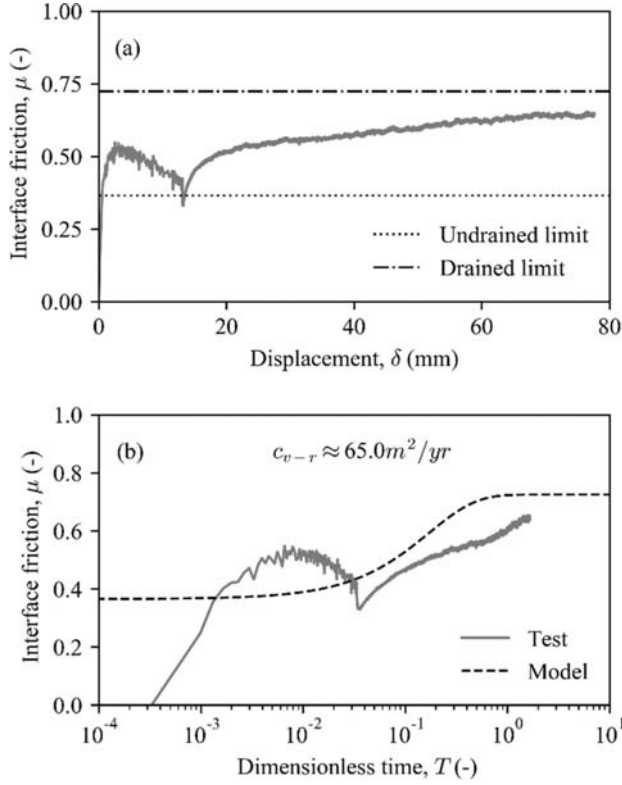 (a)
1.00
0.75
0.50
0.25
0.00
Interface friction, μ (-)
Undrained limit
Drained limit
0 20 40 60 80
Displacement, δ (mm)
(b)
c_{v-r} ≈ 65.0m²/yr
1.0
0.8
0.6
0.4
0.2
0.0
Interface friction, μ (-)
Test
Model
10⁻⁴ 10⁻³ 10⁻² 10⁻¹ 10⁰ 10¹
Dimensionless time, T (-)